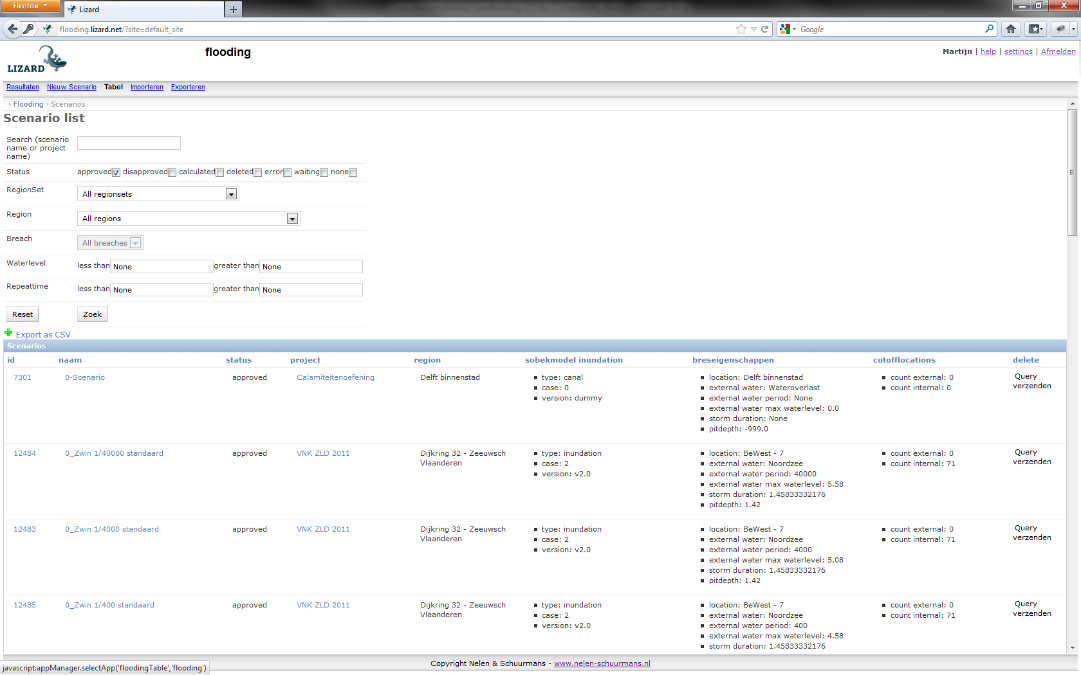 Firefox
Lizard
flooding.lizard.net/?site=default_site
Google
LIZARD
flooding
Martijn | help | settings | Afmelden
Resultaten Nieuw Scenario Tabel Importeren Exporteren
› Flooding › Scenarios
Scenario list
Search (scenario
name or project
name)
Status approved disapproved calculated deleted error waiting none
RegionSet All regionsets
Region All regions
Breach All breaches
Waterlevel less than None greater than None
Repeattime less than None greater than None
Reset Zoek
Export as CSV
Scenarios
id naam status project region sobekmodel inundation breseigenschappen cutofflocations delete
7301 0-Scenario approved Calamiteitenoefening Delft binnenstad
type: canal
case: 0
version: dummy
location: Delft binnenstad
external water: Wateroverlast
external water period: None
external water max waterlevel: 0.0
storm duration: None
pitdepth: -999.0
count external: 0
count internal: 0
Query
verzenden
12484 0_Zwin 1/40000 standaard approved VNK ZLD 2011 Dijkring 32 - Zeeuwsch
Vlaanderen
type: inundation
case: 2
version: v2.0
location: BeWest - 7
external water: Noordzee
external water period: 40000
external water max waterlevel: 5.58
storm duration: 1.45833332176
pitdepth: 1.42
count external: 0
count internal: 71
Query
verzenden
12483 0_Zwin 1/4000 standaard approved VNK ZLD 2011 Dijkring 32 - Zeeuwsch
Vlaanderen
type: inundation
case: 2
version: v2.0
location: BeWest - 7
external water: Noordzee
external water period: 4000
external water max waterlevel: 5.08
storm duration: 1.45833332176
pitdepth: 1.42
count external: 0
count internal: 71
Query
verzenden
12485 0_Zwin 1/400 standaard approved VNK ZLD 2011 Dijkring 32 - Zeeuwsch
Vlaanderen
type: inundation
case: 2
version: v2.0
location: BeWest - 7
external water: Noordzee
external water period: 400
external water max waterlevel: 4.58
storm duration: 1.45833332176
count external: 0
count internal: 71
Query
verzenden
Copyright Nelen & Schuurmans - www.nelen-schuurmans.nl
javascript:appManager.selectApp('floodingTable','flooding')